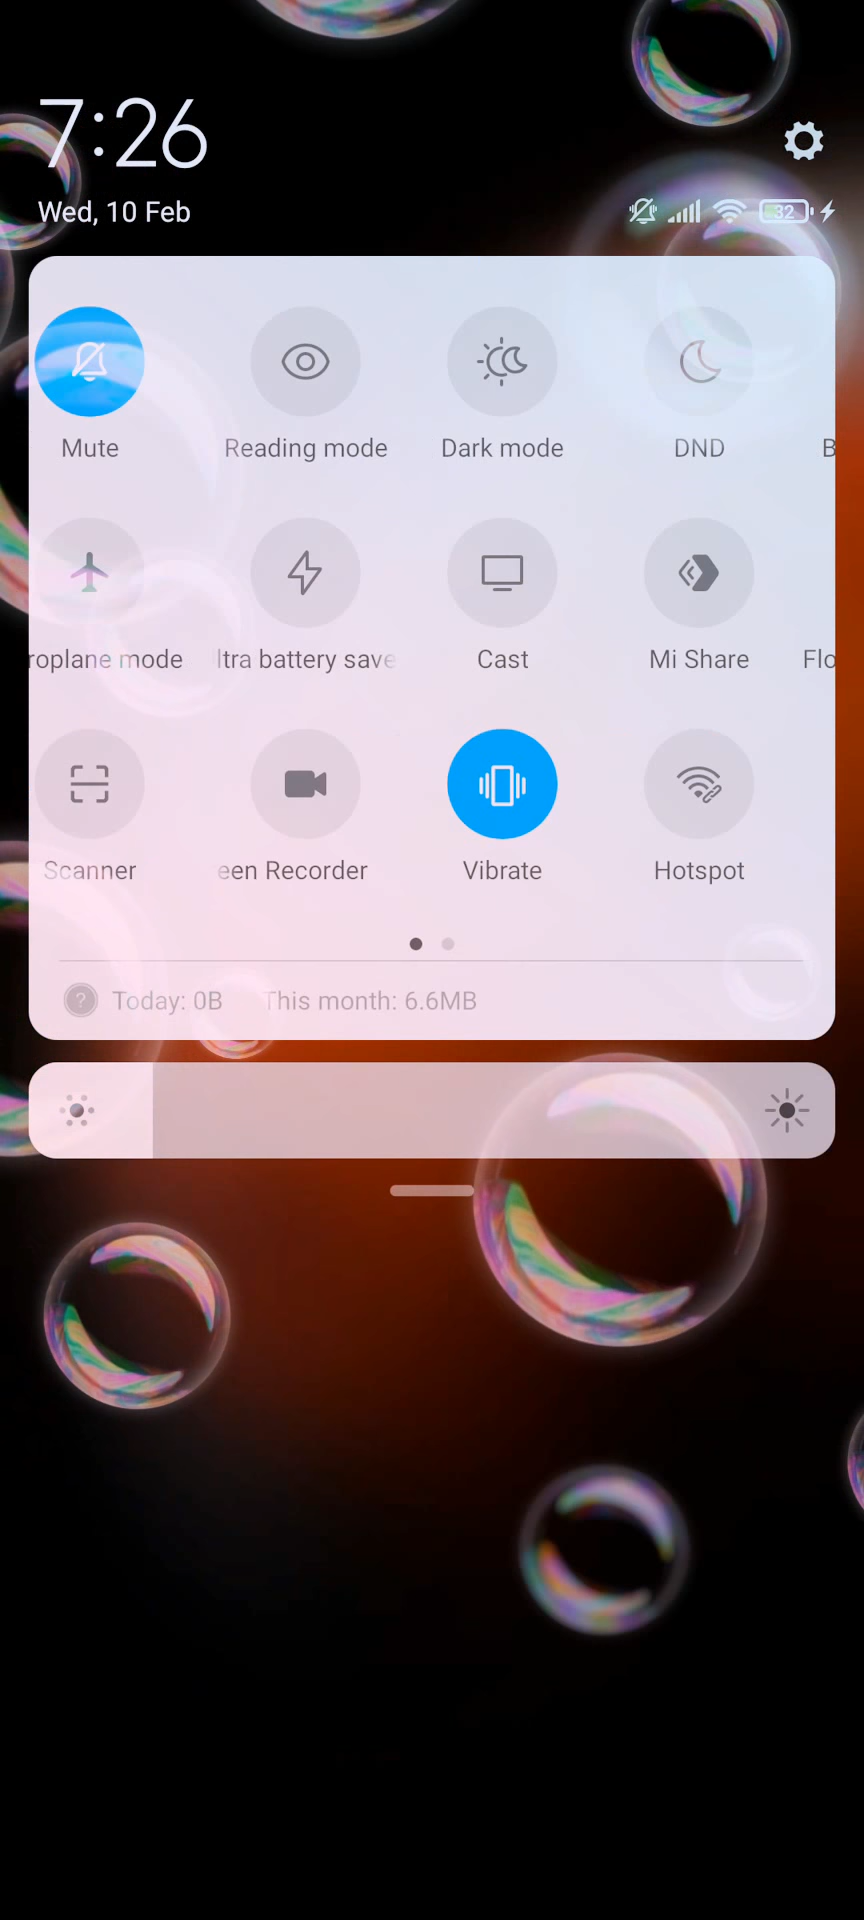 7:26
Wed, 10 Feb
32
Mute
Reading mode
Dark mode
DND
B
roplane mode
ltra battery save
Cast
Mi Share
Flo
Scanner
een Recorder
Vibrate
Hotspot
? Today: 0B This month: 6.6MB